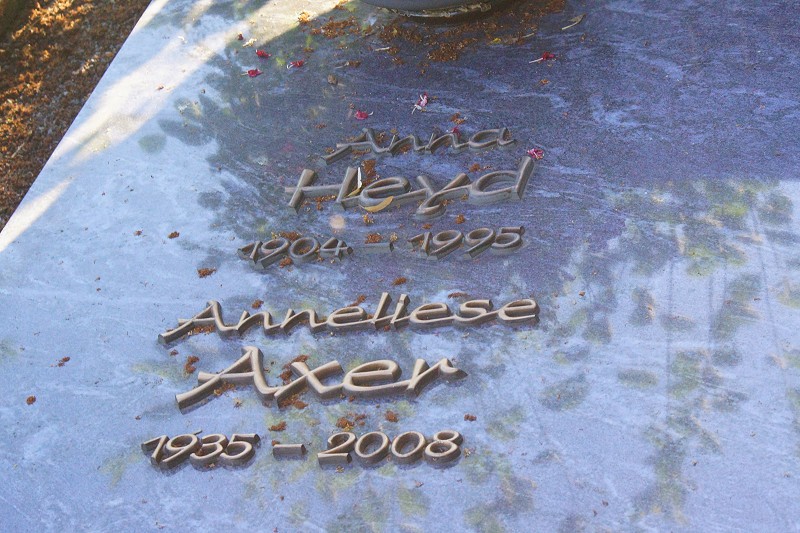 Anna
Heyd
1904 - 1995
Anneliese
Axer
1935 - 2008